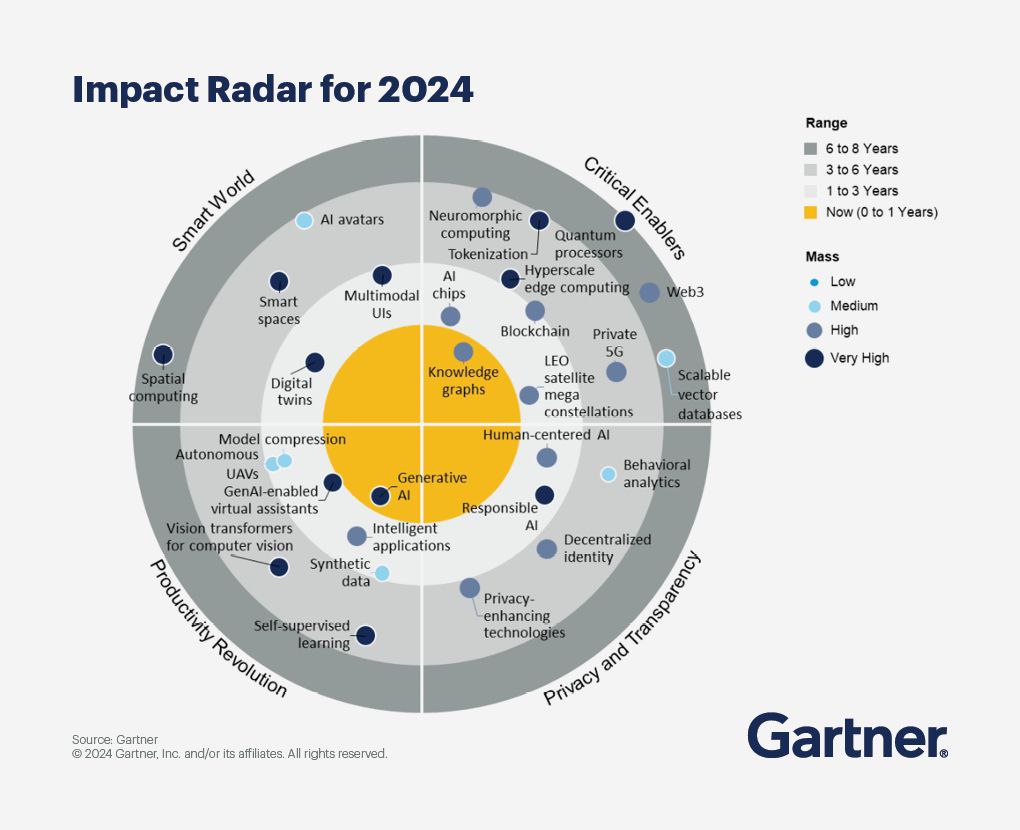 Impact Radar for 2024
Range
6 to 8 Years
3 to 6 Years
1 to 3 Years
Now (0 to 1 Years)
Mass
Low
Medium
High
Very High
Smart World
AI avatars
Smart
spaces
Multimodal
UIs
Spatial
computing
Digital
twins
Critical Enablers
Neuromorphic
computing
Tokenization
Quantum
processors
AI
chips
Hyperscale
edge computing
Web3
Blockchain
Private
5G
Knowledge
graphs
LEO
satellite
mega
constellations
Scalable
vector
databases
Productivity Revolution
Model compression
Autonomous
UAVs
GenAI-enabled
virtual assistants
Generative
AI
Vision transformers
for computer vision
Intelligent
applications
Synthetic
data
Self-supervised
learning
Privacy and Transparency
Human-centered AI
Behavioral
analytics
Responsible
AI
Decentralized
identity
Privacy-
enhancing
technologies
Source: Gartner
© 2024 Gartner, Inc. and/or its affiliates. All rights reserved.
Gartner®